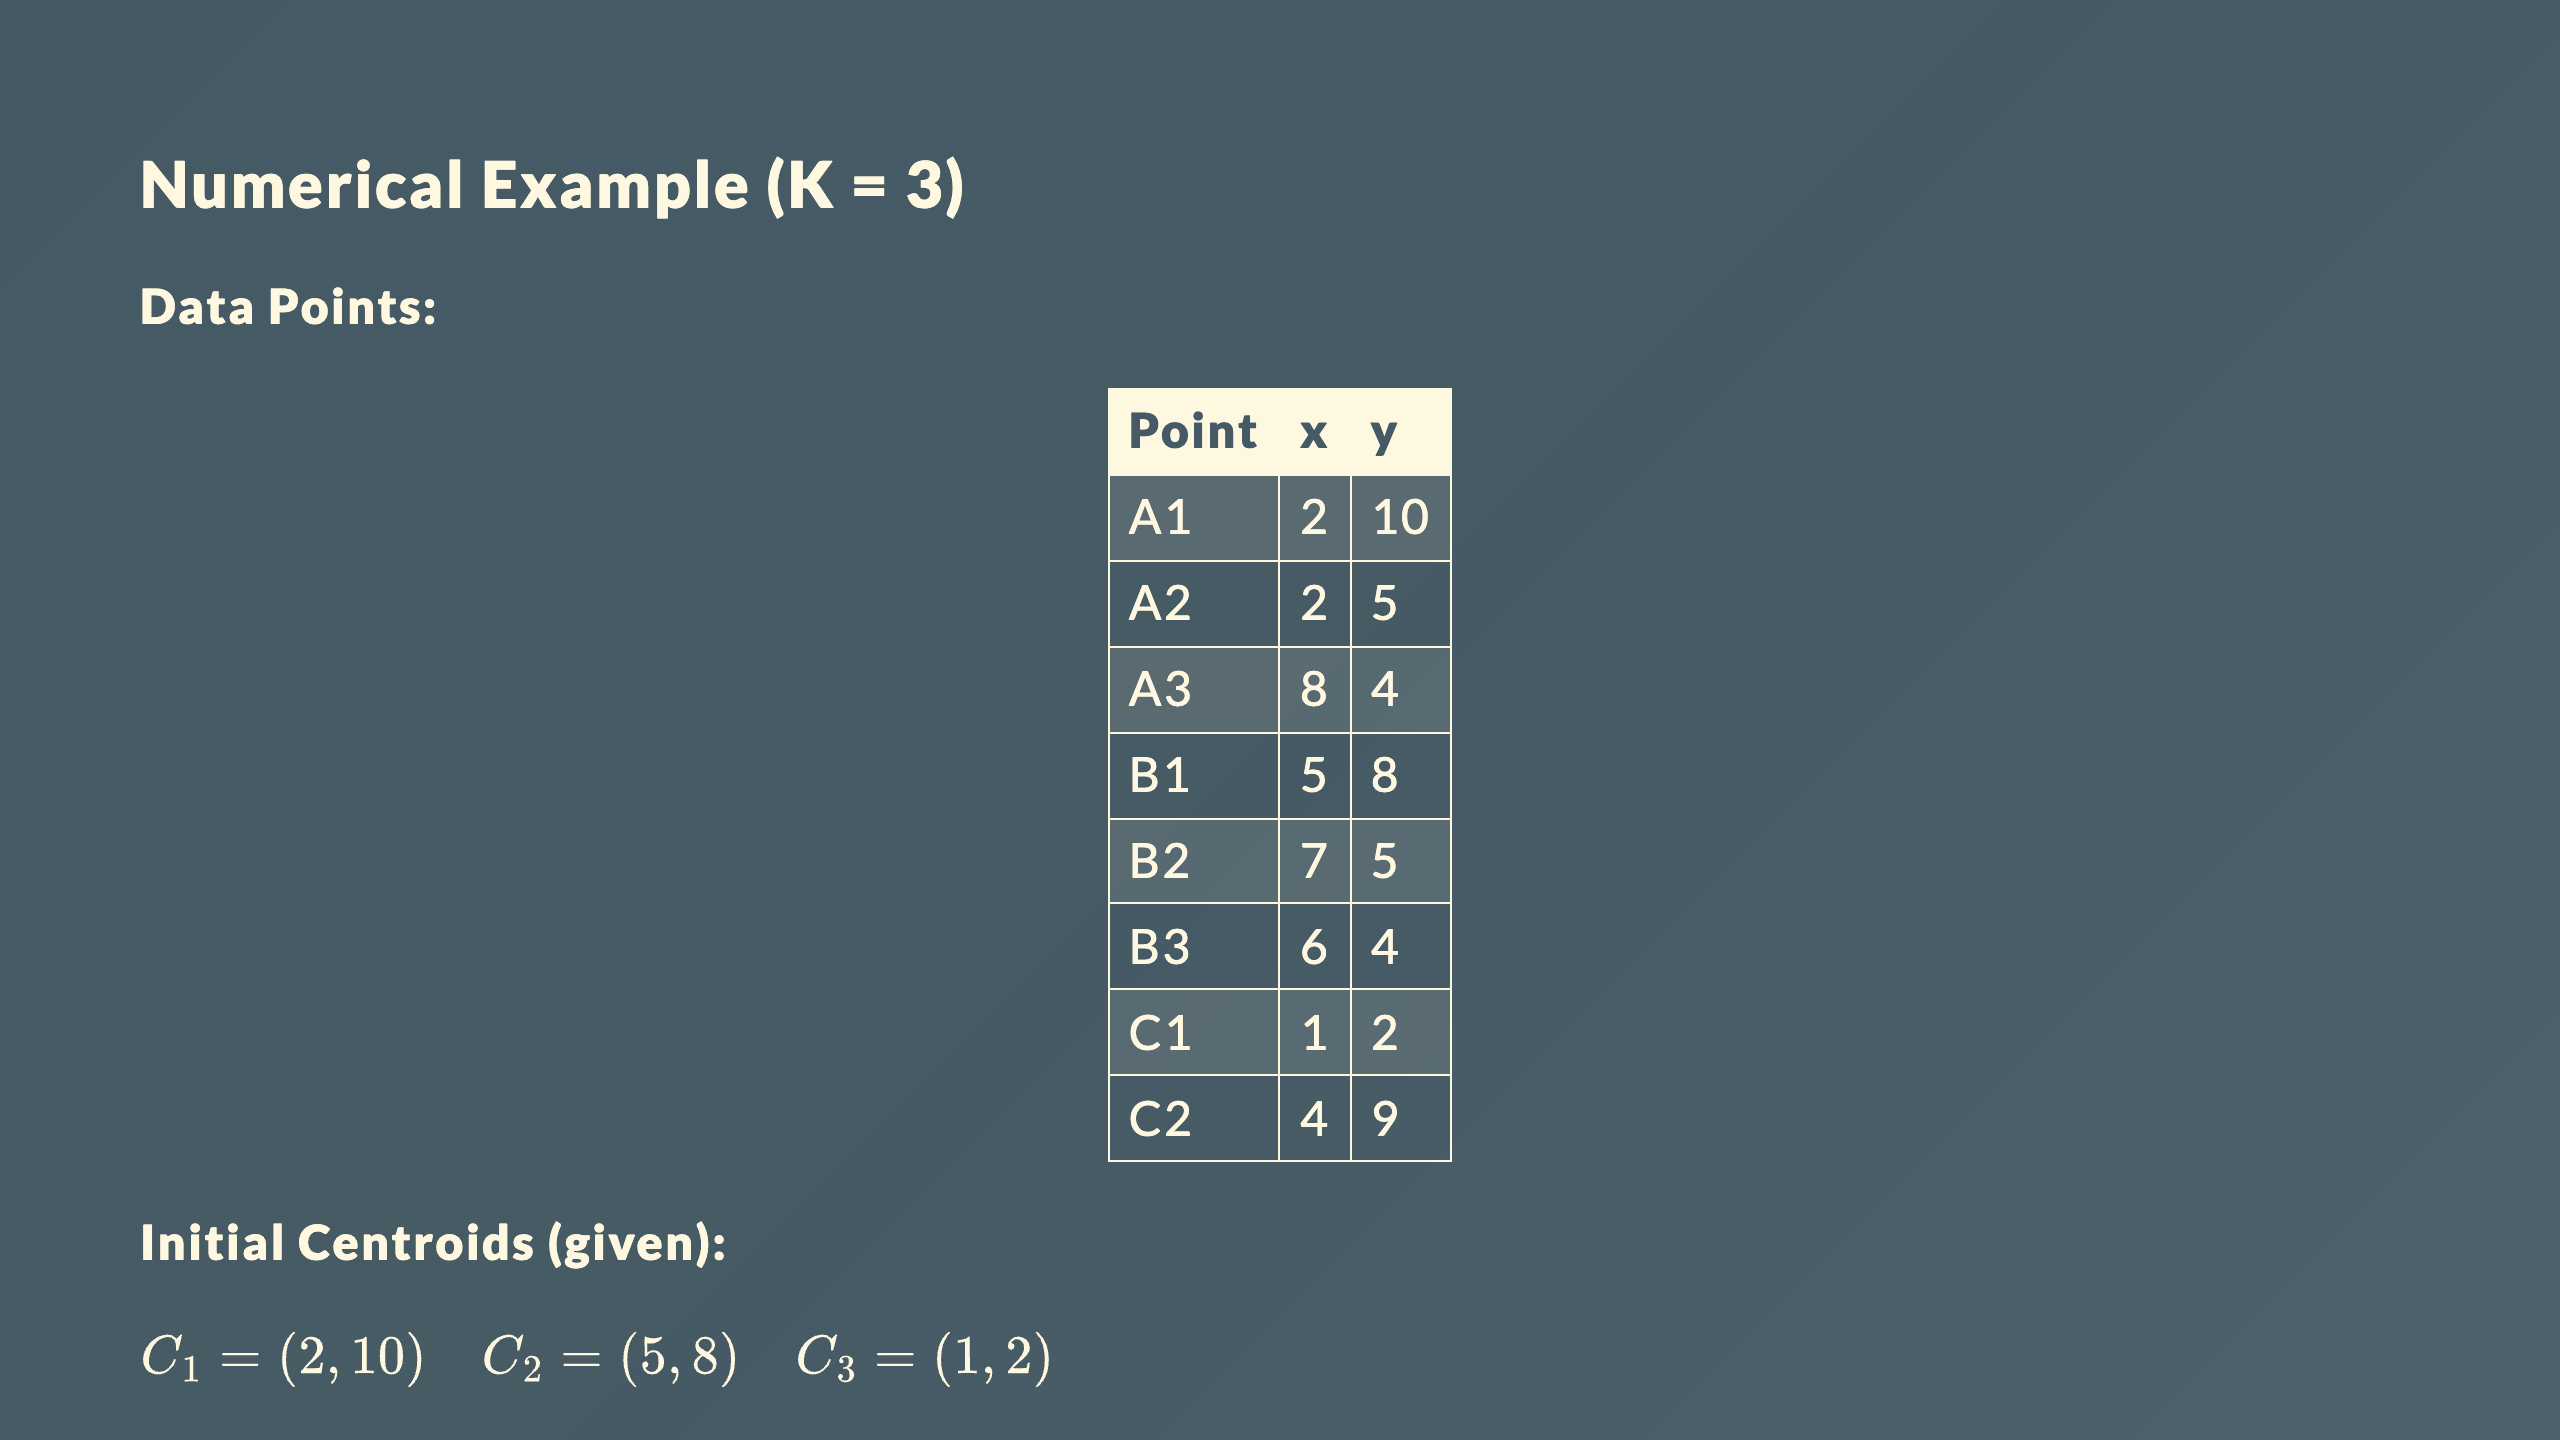 Numerical Example (K = 3)
Data Points:
Point x y
A1 2 10
A2 2 5
A3 8 4
B1 5 8
B2 7 5
B3 6 4
C1 1 2
C2 4 9
Initial Centroids (given):
C₁ = (2, 10) C₂ = (5, 8) C₃ = (1, 2)